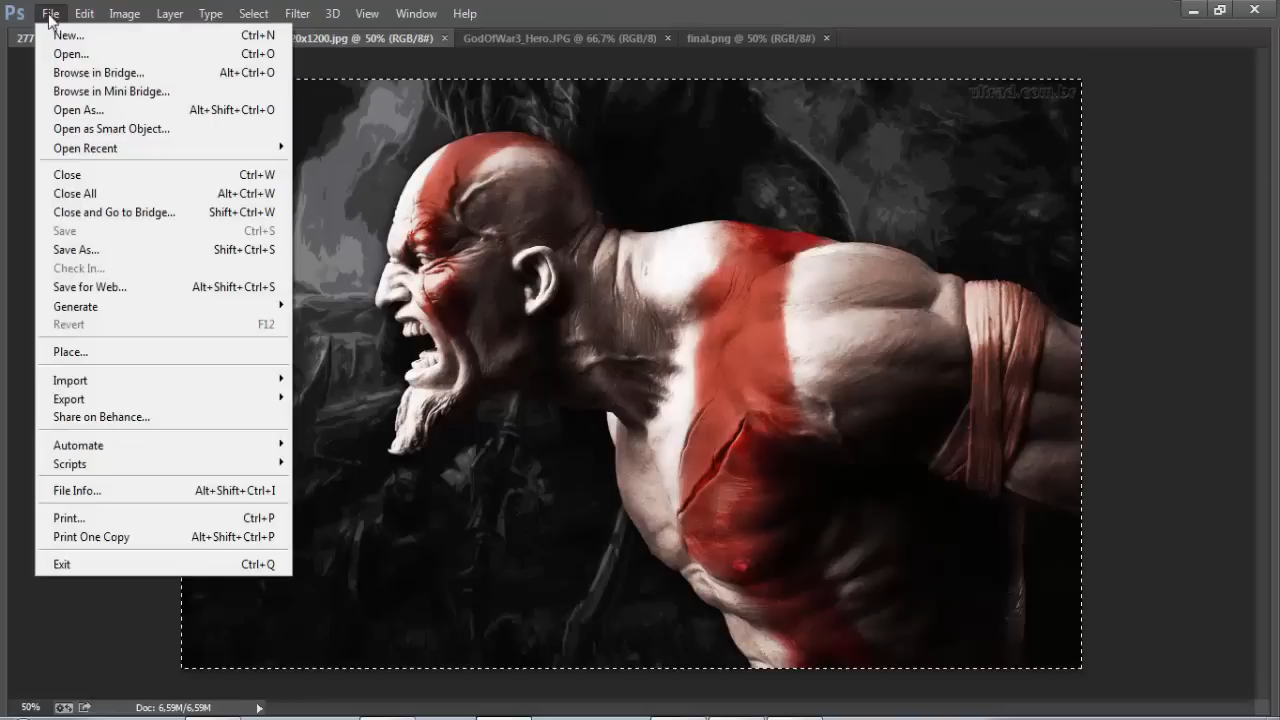 Ps File Edit Image Layer Type Select Filter 3D View Window Help
277 20x1200.jpg @ 50% (RGB/8#) × GodOfWar3_Hero.JPG @ 66,7% (RGB/8) × final.png @ 50% (RGB/8#) ×
New... Ctrl+N
Open... Ctrl+O
Browse in Bridge... Alt+Ctrl+O
Browse in Mini Bridge...
Open As... Alt+Shift+Ctrl+O
Open as Smart Object...
Open Recent
Close Ctrl+W
Close All Alt+Ctrl+W
Close and Go to Bridge... Shift+Ctrl+W
Save Ctrl+S
Save As... Shift+Ctrl+S
Check In...
Save for Web... Alt+Shift+Ctrl+S
Generate
Revert F12
Place...
Import
Export
Share on Behance...
Automate
Scripts
File Info... Alt+Shift+Ctrl+I
Print... Ctrl+P
Print One Copy Alt+Shift+Ctrl+P
Exit Ctrl+Q
50% Doc: 6,59M/6,59M